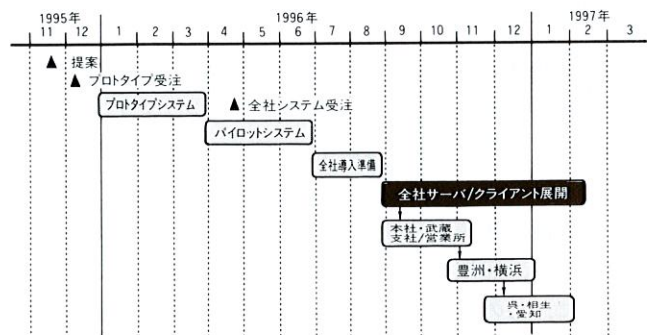 1995年 1996年 1997年
11 12 1 2 3 4 5 6 7 8 9 10 11 12 1 2 3
▲ 提案
▲ プロトタイプ受注
プロトタイプシステム ▲ 全社システム受注
パイロットシステム
全社導入準備
全社サーバ/クライアント展開
本社・武蔵
支社/営業所
豊洲・横浜
呉・相生
・愛知